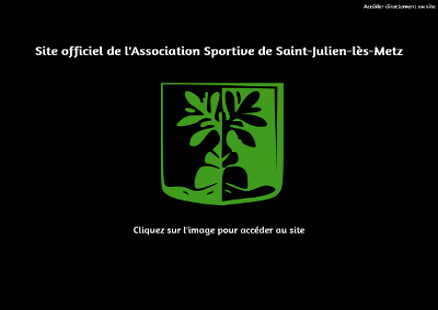 Accéder directement au site
Site officiel de l'Association Sportive de Saint-Julien-lès-Metz
Cliquez sur l'image pour accéder au site